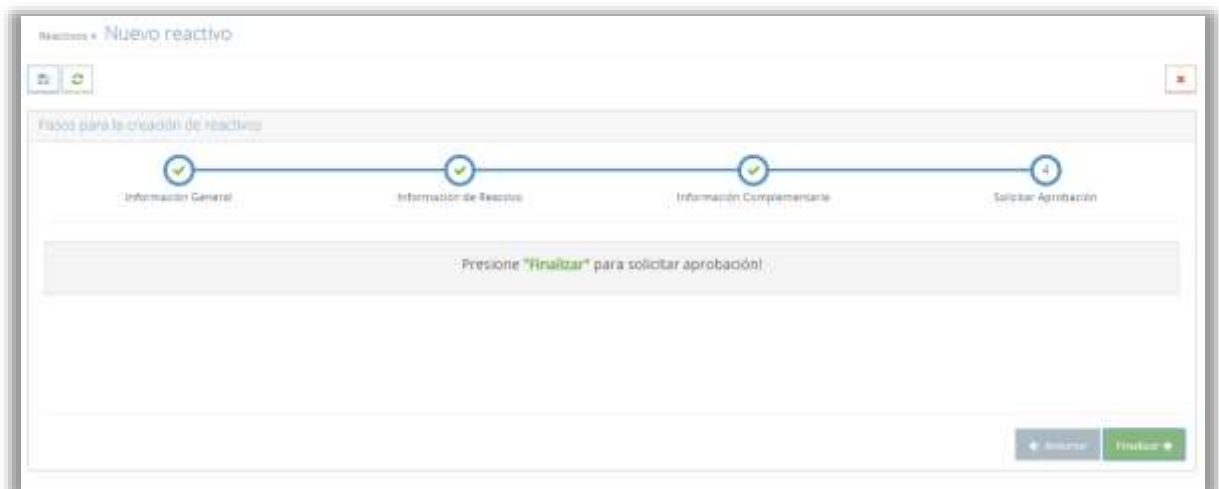 Reactivos » Nuevo reactivo
Pasos para la creación de reactivos
4
Información General
Información de Reactivo
Información Complementaria
Solicitar Aprobación
Presione "Finalizar" para solicitar aprobación!
Anterior
Finalizar